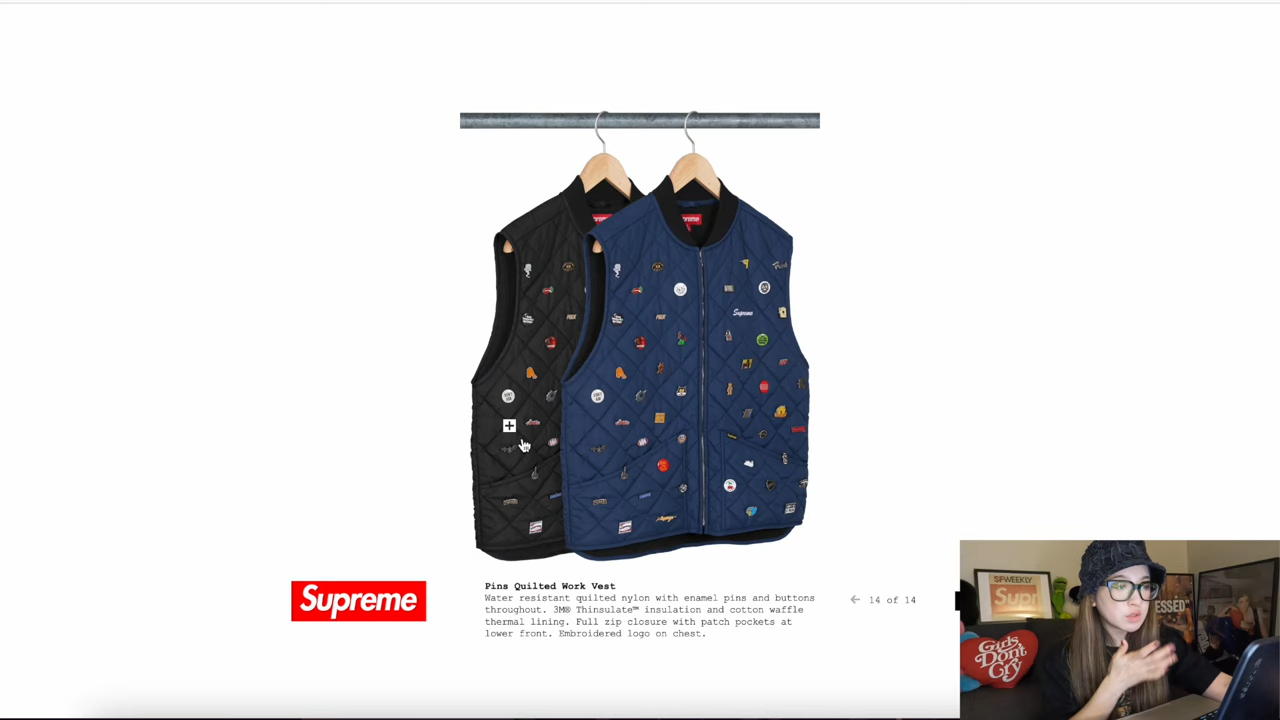 Supreme
Supreme
Pins Quilted Work Vest
Water resistant quilted nylon with enamel pins and buttons
throughout. 3M® Thinsulate™ insulation and cotton waffle
thermal lining. Full zip closure with patch pockets at
lower front. Embroidered logo on chest.
← 14 of 14
SFWEEKLY
Supr
Girls
Don't
Cry